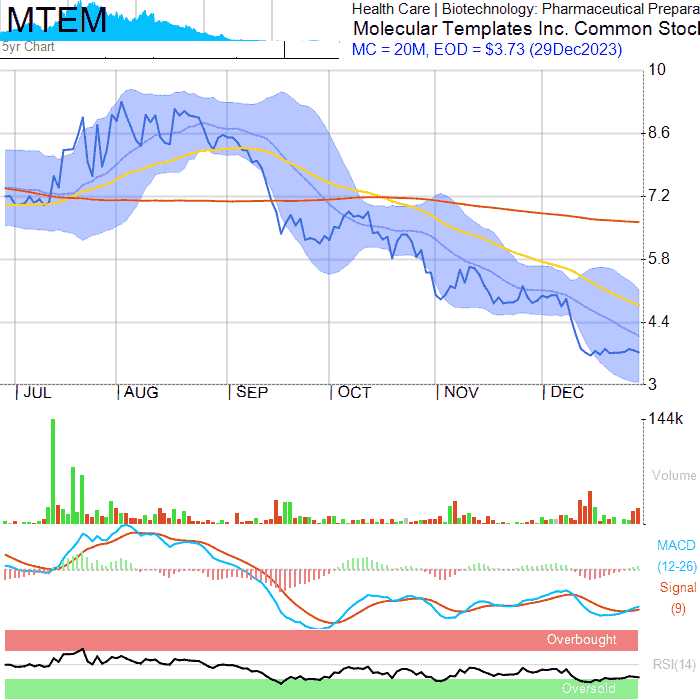 MTEM
5yr Chart
Health Care | Biotechnology: Pharmaceutical Prepara
Molecular Templates Inc. Common Stoc
MC = 20M, EOD = $3.73 (29Dec2023)
10
8.6
7.2
5.8
4.4
3
JUL AUG SEP OCT NOV DEC
144k
Volume
MACD
(12-26)
Signal
(9)
Overbought
RSI(14)
Oversold